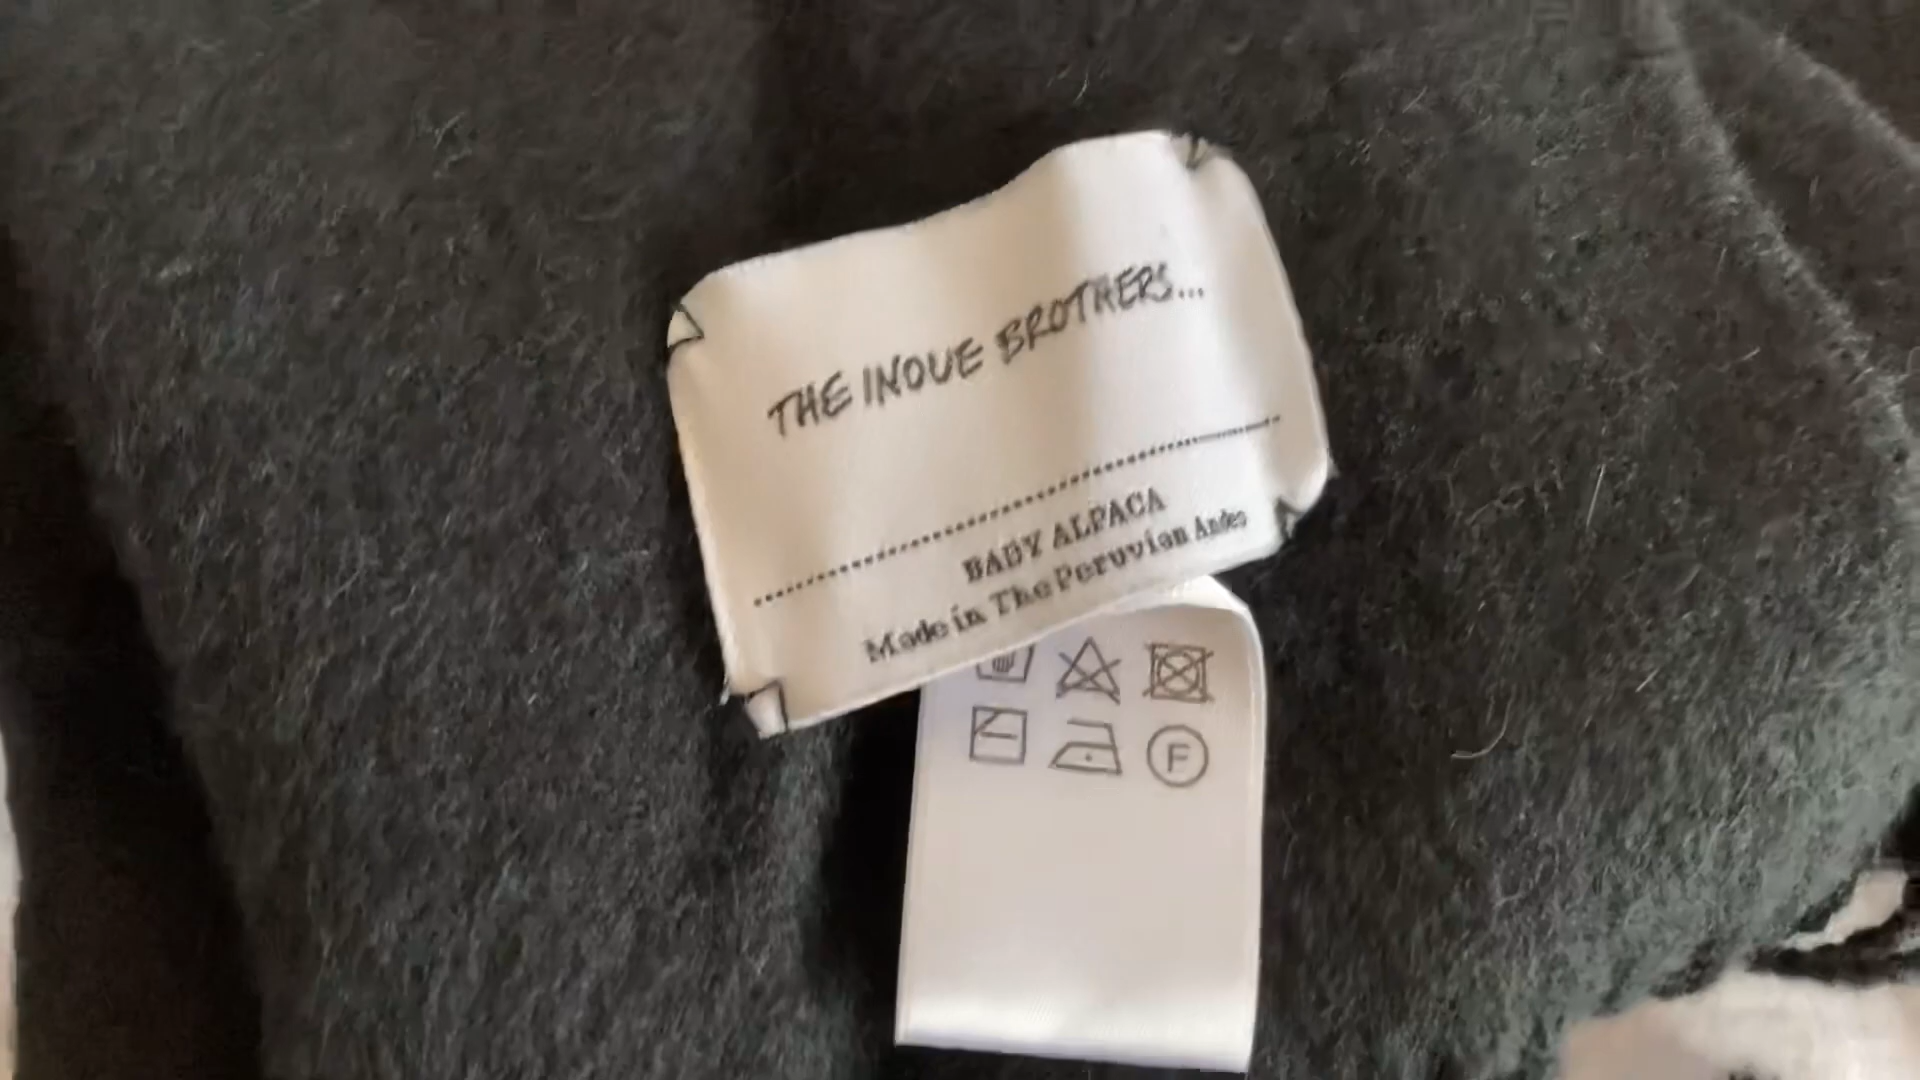 THE INOUE BROTHERS...
BABY ALPACA
Made in The Peruvian Andes
F